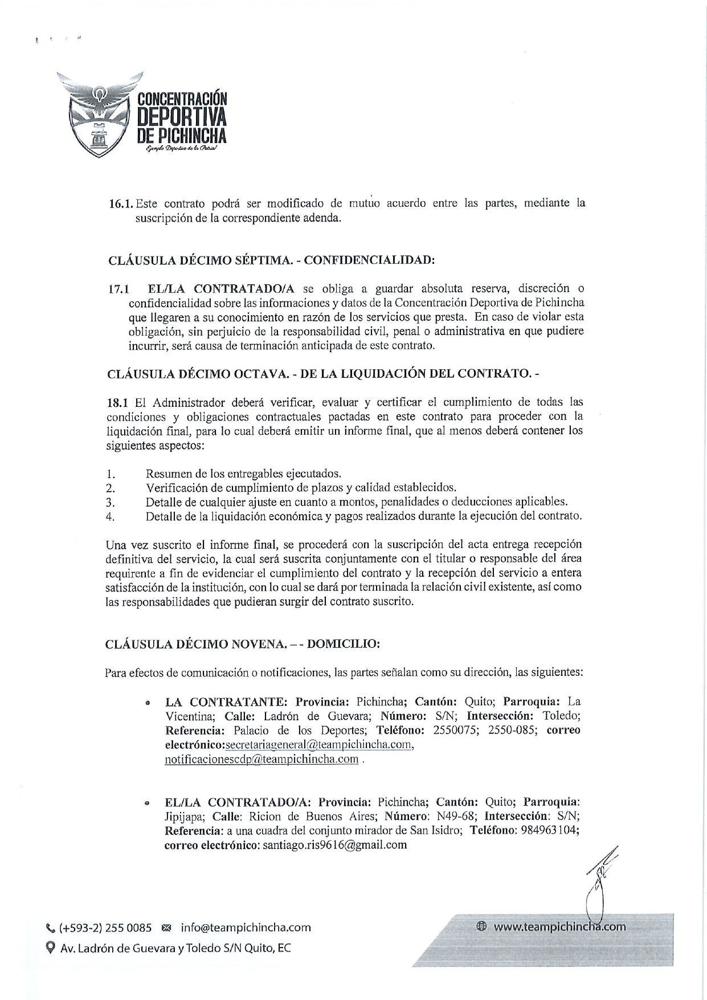 CONCENTRACIÓN
DEPORTIVA
DE PICHINCHA
Ejemplo Deportivo de la Patria!
CDP
16.1. Este contrato podrá ser modificado de mutuo acuerdo entre las partes, mediante la
suscripción de la correspondiente adenda.
CLÁUSULA DÉCIMO SÉPTIMA. - CONFIDENCIALIDAD:
17.1 EL/LA CONTRATADO/A se obliga a guardar absoluta reserva, discreción o
confidencialidad sobre las informaciones y datos de la Concentración Deportiva de Pichincha
que llegaren a su conocimiento en razón de los servicios que presta. En caso de violar esta
obligación, sin perjuicio de la responsabilidad civil, penal o administrativa en que pudiere
incurrir, será causa de terminación anticipada de este contrato.
CLÁUSULA DÉCIMO OCTAVA. - DE LA LIQUIDACIÓN DEL CONTRATO. -
18.1 El Administrador deberá verificar, evaluar y certificar el cumplimiento de todas las
condiciones y obligaciones contractuales pactadas en este contrato para proceder con la
liquidación final, para lo cual deberá emitir un informe final, que al menos deberá contener los
siguientes aspectos:
1. Resumen de los entregables ejecutados.
2. Verificación de cumplimiento de plazos y calidad establecidos.
3. Detalle de cualquier ajuste en cuanto a montos, penalidades o deducciones aplicables.
4. Detalle de la liquidación económica y pagos realizados durante la ejecución del contrato.
Una vez suscrito el informe final, se procederá con la suscripción del acta entrega recepción
definitiva del servicio, la cual será suscrita conjuntamente con el titular o responsable del área
requirente a fin de evidenciar el cumplimiento del contrato y la recepción del servicio a entera
satisfacción de la institución, con lo cual se dará por terminada la relación civil existente, así como
las responsabilidades que pudieran surgir del contrato suscrito.
CLÁUSULA DÉCIMO NOVENA. –- DOMICILIO:
Para efectos de comunicación o notificaciones, las partes señalan como su dirección, las siguientes:
• LA CONTRATANTE: Provincia: Pichincha; Cantón: Quito; Parroquia: La
Vicentina; Calle: Ladrón de Guevara; Número: S/N; Intersección: Toledo;
Referencia: Palacio de los Deportes; Teléfono: 2550075; 2550-085; correo
electrónico:secretariageneral@teampichincha.com,
notificacionescdp@teampichincha.com .
• EL/LA CONTRATADO/A: Provincia: Pichincha; Cantón: Quito; Parroquia:
Jipijapa; Calle: Ricion de Buenos Aires; Número: N49-68; Intersección: S/N;
Referencia: a una cuadra del conjunto mirador de San Isidro; Teléfono: 984963104;
correo electrónico: santiago.ris9616@gmail.com
(+593-2) 255 0085 info@teampichincha.com
www.teampichincha.com
Av. Ladrón de Guevara y Toledo S/N Quito, EC